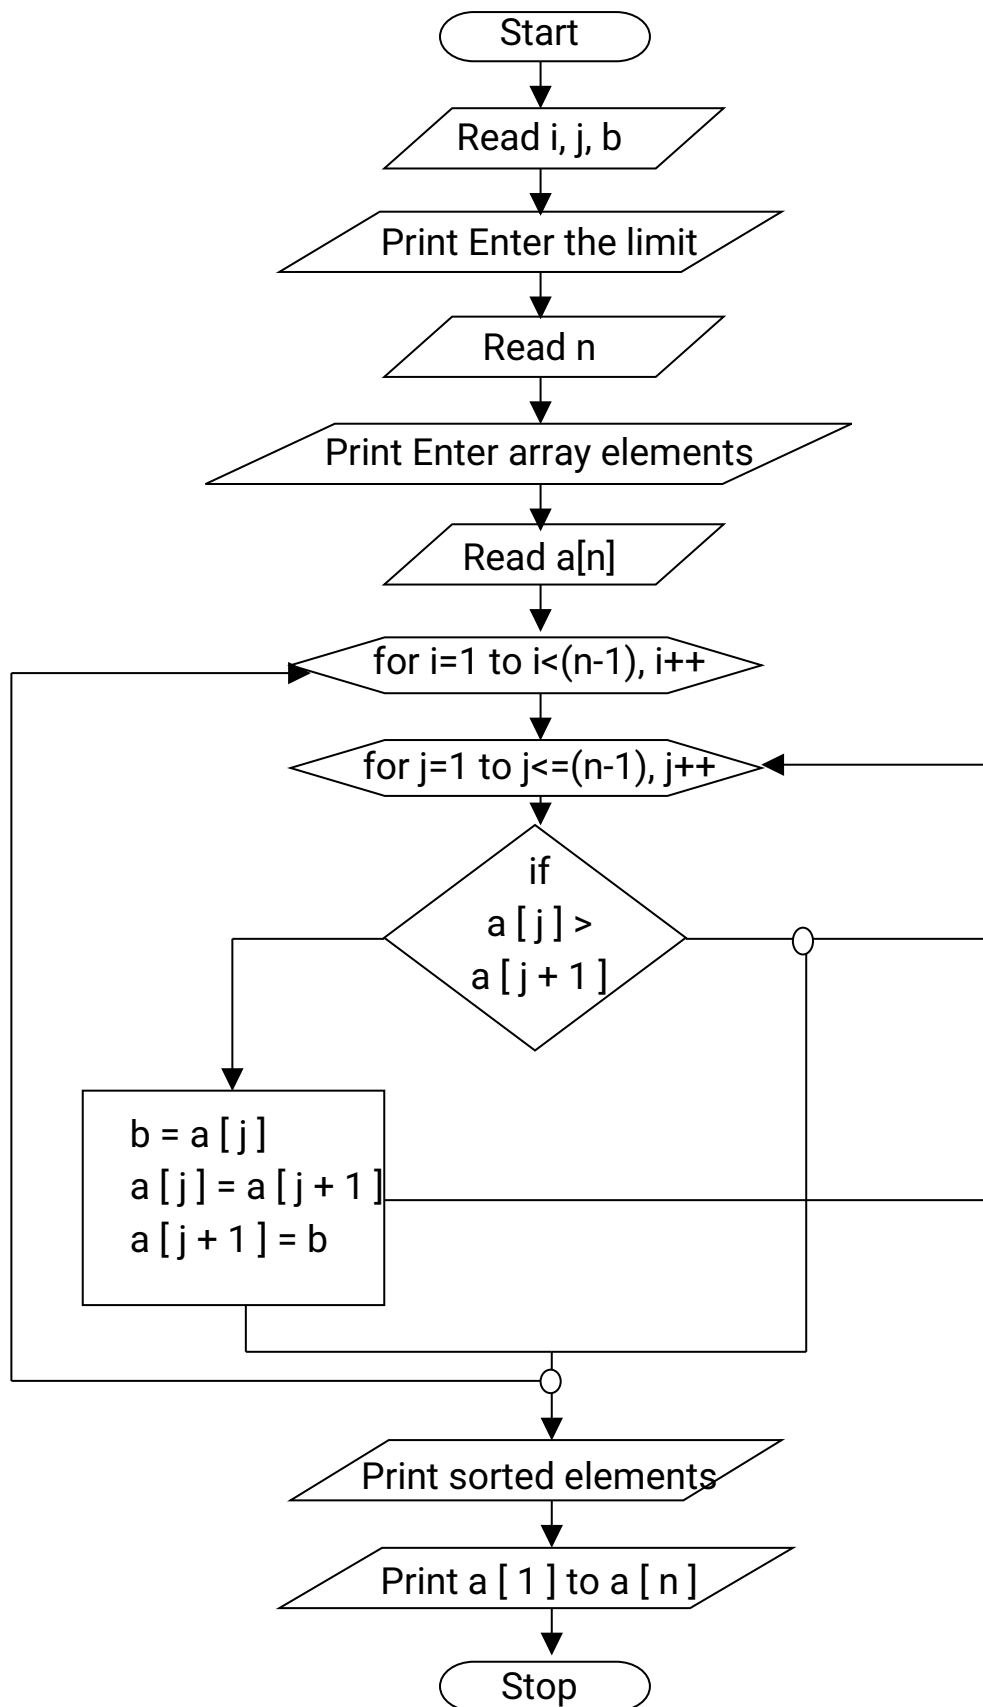 Start
Read i, j, b
Print Enter the limit
Read n
Print Enter array elements
Read a[n]
for i=1 to i<(n-1), i++
for j=1 to j<=(n-1), j++
if
a [ j ] >
a [ j + 1 ]
b = a [ j ]
a [ j ] = a [ j + 1 ]
a [ j + 1 ] = b
Print sorted elements
Print a [ 1 ] to a [ n ]
Stop